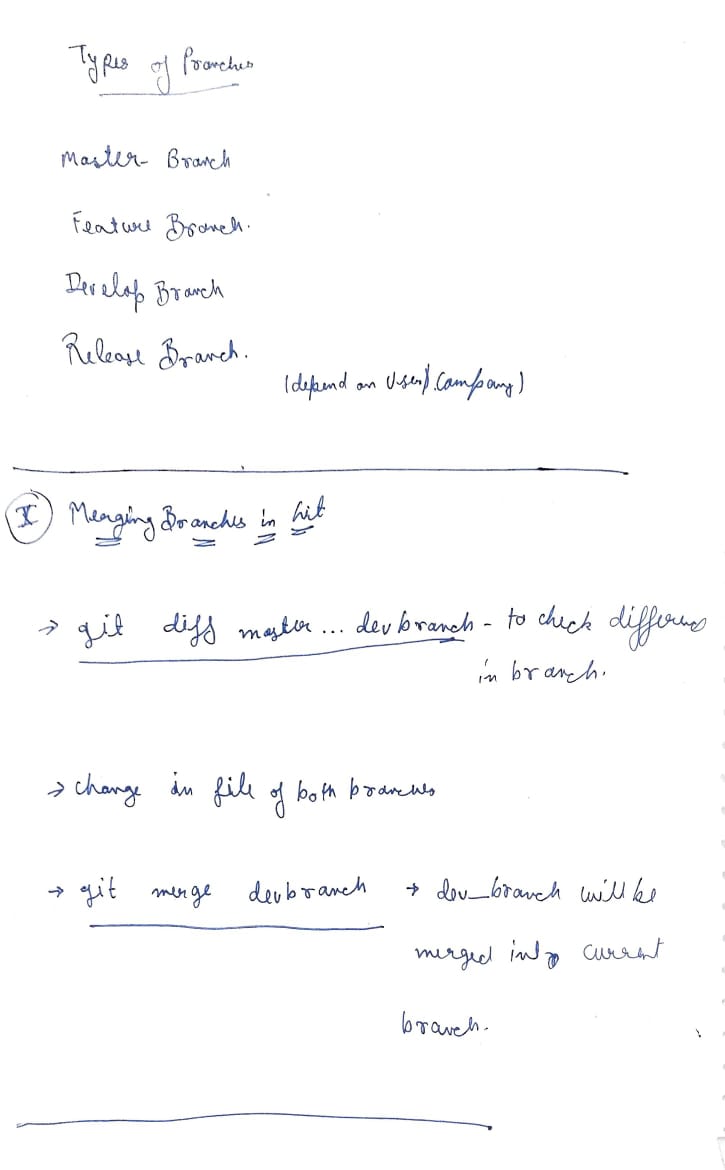 Types of Branches
Master Branch
Feature Branch.
Develop Branch
Release Branch.
(depend on User/Company)
X Merging Branches in Git
→ git diff master... devbranch - to check difference
in branch.
→ change in file of both branches
→ git merge devbranch → dev_branch will be
merged into current
branch.